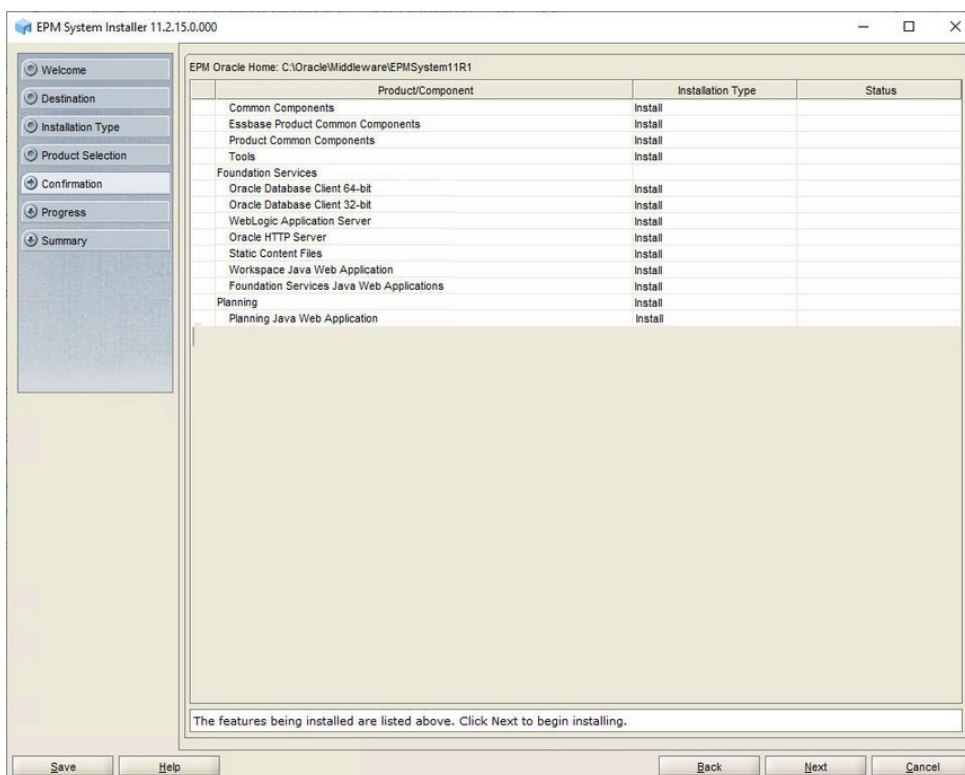 EPM System Installer 11.2.15.0.000
Welcome
Destination
Installation Type
Product Selection
Confirmation
Progress
Summary
EPM Oracle Home: C:\Oracle\Middleware\EPMSystem11R1
Product/Component Installation Type Status
Common Components Install
Essbase Product Common Components Install
Product Common Components Install
Tools Install
Foundation Services
Oracle Database Client 64-bit Install
Oracle Database Client 32-bit Install
WebLogic Application Server Install
Oracle HTTP Server Install
Static Content Files Install
Workspace Java Web Application Install
Foundation Services Java Web Applications Install
Planning Install
Planning Java Web Application Install
The features being installed are listed above. Click Next to begin installing.
Save Help Back Next Cancel